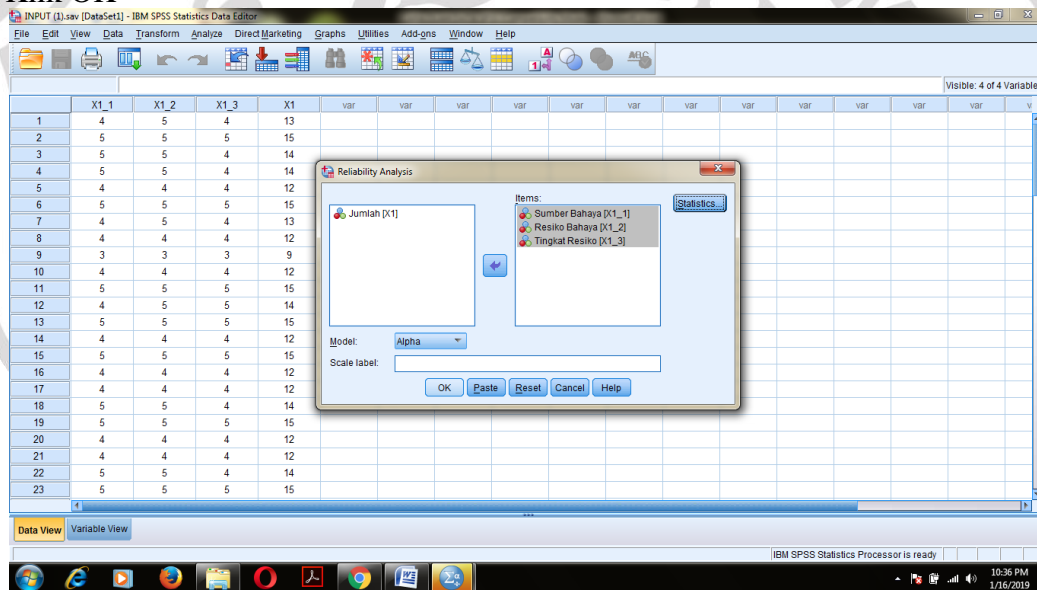 INPUT (1).sav [DataSet1] - IBM SPSS Statistics Data Editor
File Edit View Data Transform Analyze Direct Marketing Graphs Utilities Add-ons Window Help
Visible: 4 of 4 Variable
X1_1 X1_2 X1_3 X1 var var var var var var var var var var var var v
1 4 5 4 13
2 5 5 5 15
3 5 5 4 14
4 5 5 4 14
5 4 4 4 12
6 5 5 5 15
7 4 5 4 13
8 4 4 4 12
9 3 3 3 9
10 4 4 4 12
11 5 5 5 15
12 4 5 5 14
13 5 5 5 15
14 4 4 4 12
15 5 5 5 15
16 4 4 4 12
17 4 4 4 12
18 5 5 4 14
19 5 5 5 15
20 4 4 4 12
21 4 4 4 12
22 5 5 4 14
23 5 5 5 15
Reliability Analysis
Jumlah [X1]
Items:
Sumber Bahaya [X1_1]
Resiko Bahaya [X1_2]
Tingkat Resiko [X1_3]
Statistics...
Model: Alpha
Scale label:
OK Paste Reset Cancel Help
Data View Variable View
IBM SPSS Statistics Processor is ready
10:36 PM
1/16/2019